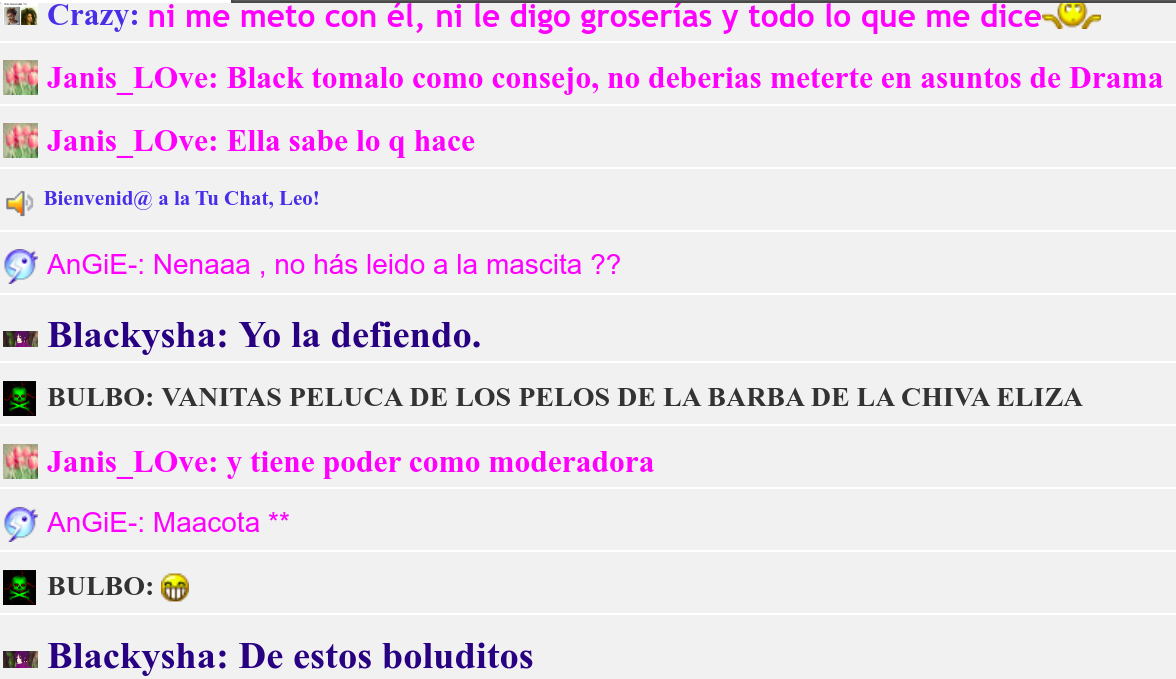 Crazy: ni me meto con él, ni le digo groserías y todo lo que me dice
Janis_LOve: Black tomalo como consejo, no deberias meterte en asuntos de Drama
Janis_LOve: Ella sabe lo q hace
Bienvenid@ a la Tu Chat, Leo!
AnGiE-: Nenaaa , no hás leido a la mascita ??
Blackysha: Yo la defiendo.
BULBO: VANITAS PELUCA DE LOS PELOS DE LA BARBA DE LA CHIVA ELIZA
Janis_LOve: y tiene poder como moderadora
AnGiE-: Maacota **
BULBO:
Blackysha: De estos boluditos